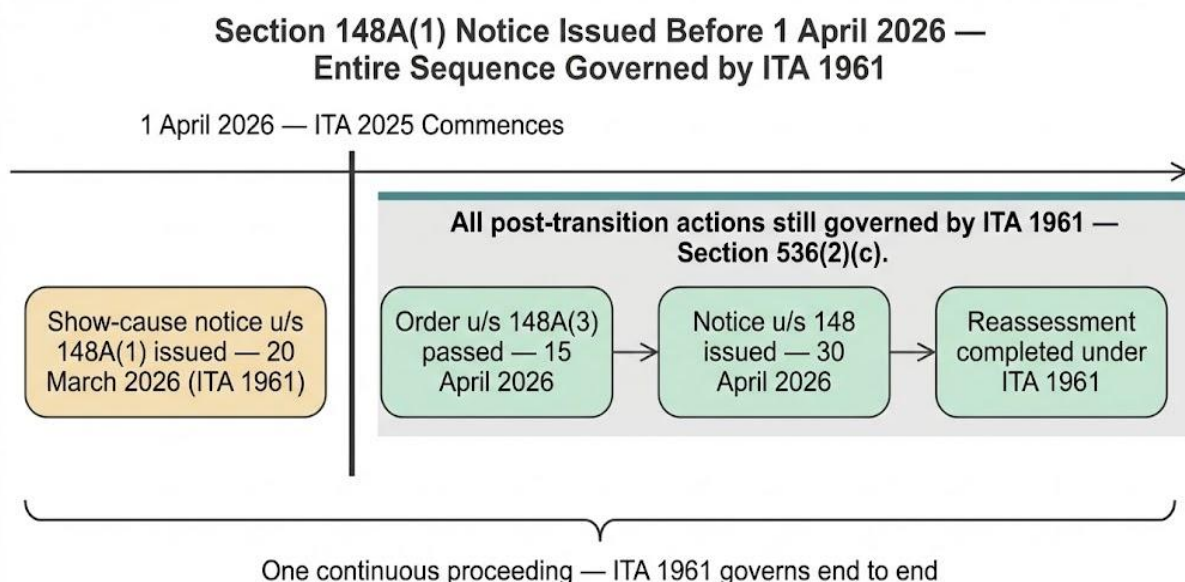 Section 148A(1) Notice Issued Before 1 April 2026 —
Entire Sequence Governed by ITA 1961
1 April 2026 — ITA 2025 Commences
All post-transition actions still governed by ITA 1961 —
Section 536(2)(c).
Show-cause notice u/s
148A(1) issued — 20
March 2026 (ITA 1961)
Order u/s 148A(3)
passed — 15
April 2026
Notice u/s 148
issued — 30
April 2026
Reassessment
completed under
ITA 1961
One continuous proceeding — ITA 1961 governs end to end